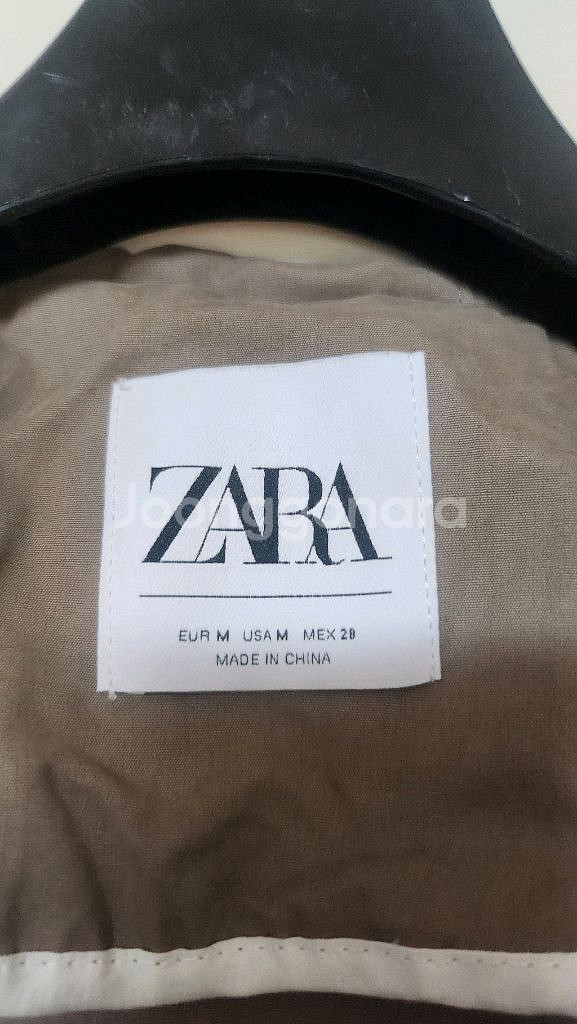 ZARA
Joonggonara
EUR M USA M MEX 28
MADE IN CHINA